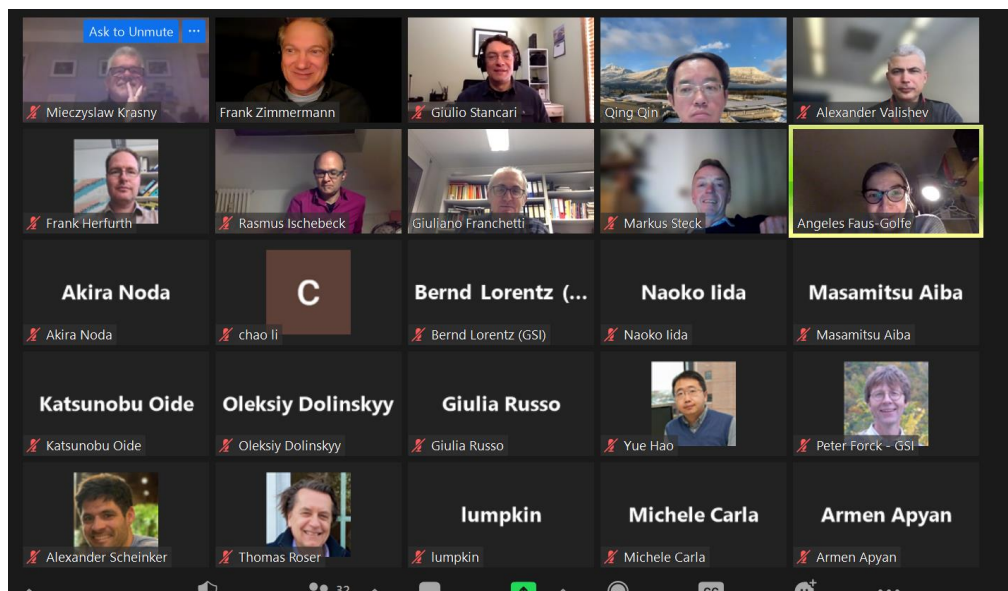 Ask to Unmute ...
Mieczyslaw Krasny
Frank Zimmermann
Giulio Stancari
Qing Qin
Alexander Valishev
Frank Herfurth
Rasmus Ischebeck
Giuliano Franchetti
Markus Steck
Angeles Faus-Golfe
Akira Noda
Akira Noda
C
chao li
Bernd Lorentz (...
Bernd Lorentz (GSI)
Naoko Iida
Naoko Iida
Masamitsu Aiba
Masamitsu Aiba
Katsunobu Oide
Katsunobu Oide
Oleksiy Dolinskyy
Oleksiy Dolinskyy
Giulia Russo
Giulia Russo
Yue Hao
Peter Forck - GSI
Alexander Scheinker
Thomas Roser
lumpkin
lumpkin
Michele Carla
Michele Carla
Armen Apyan
Armen Apyan
32